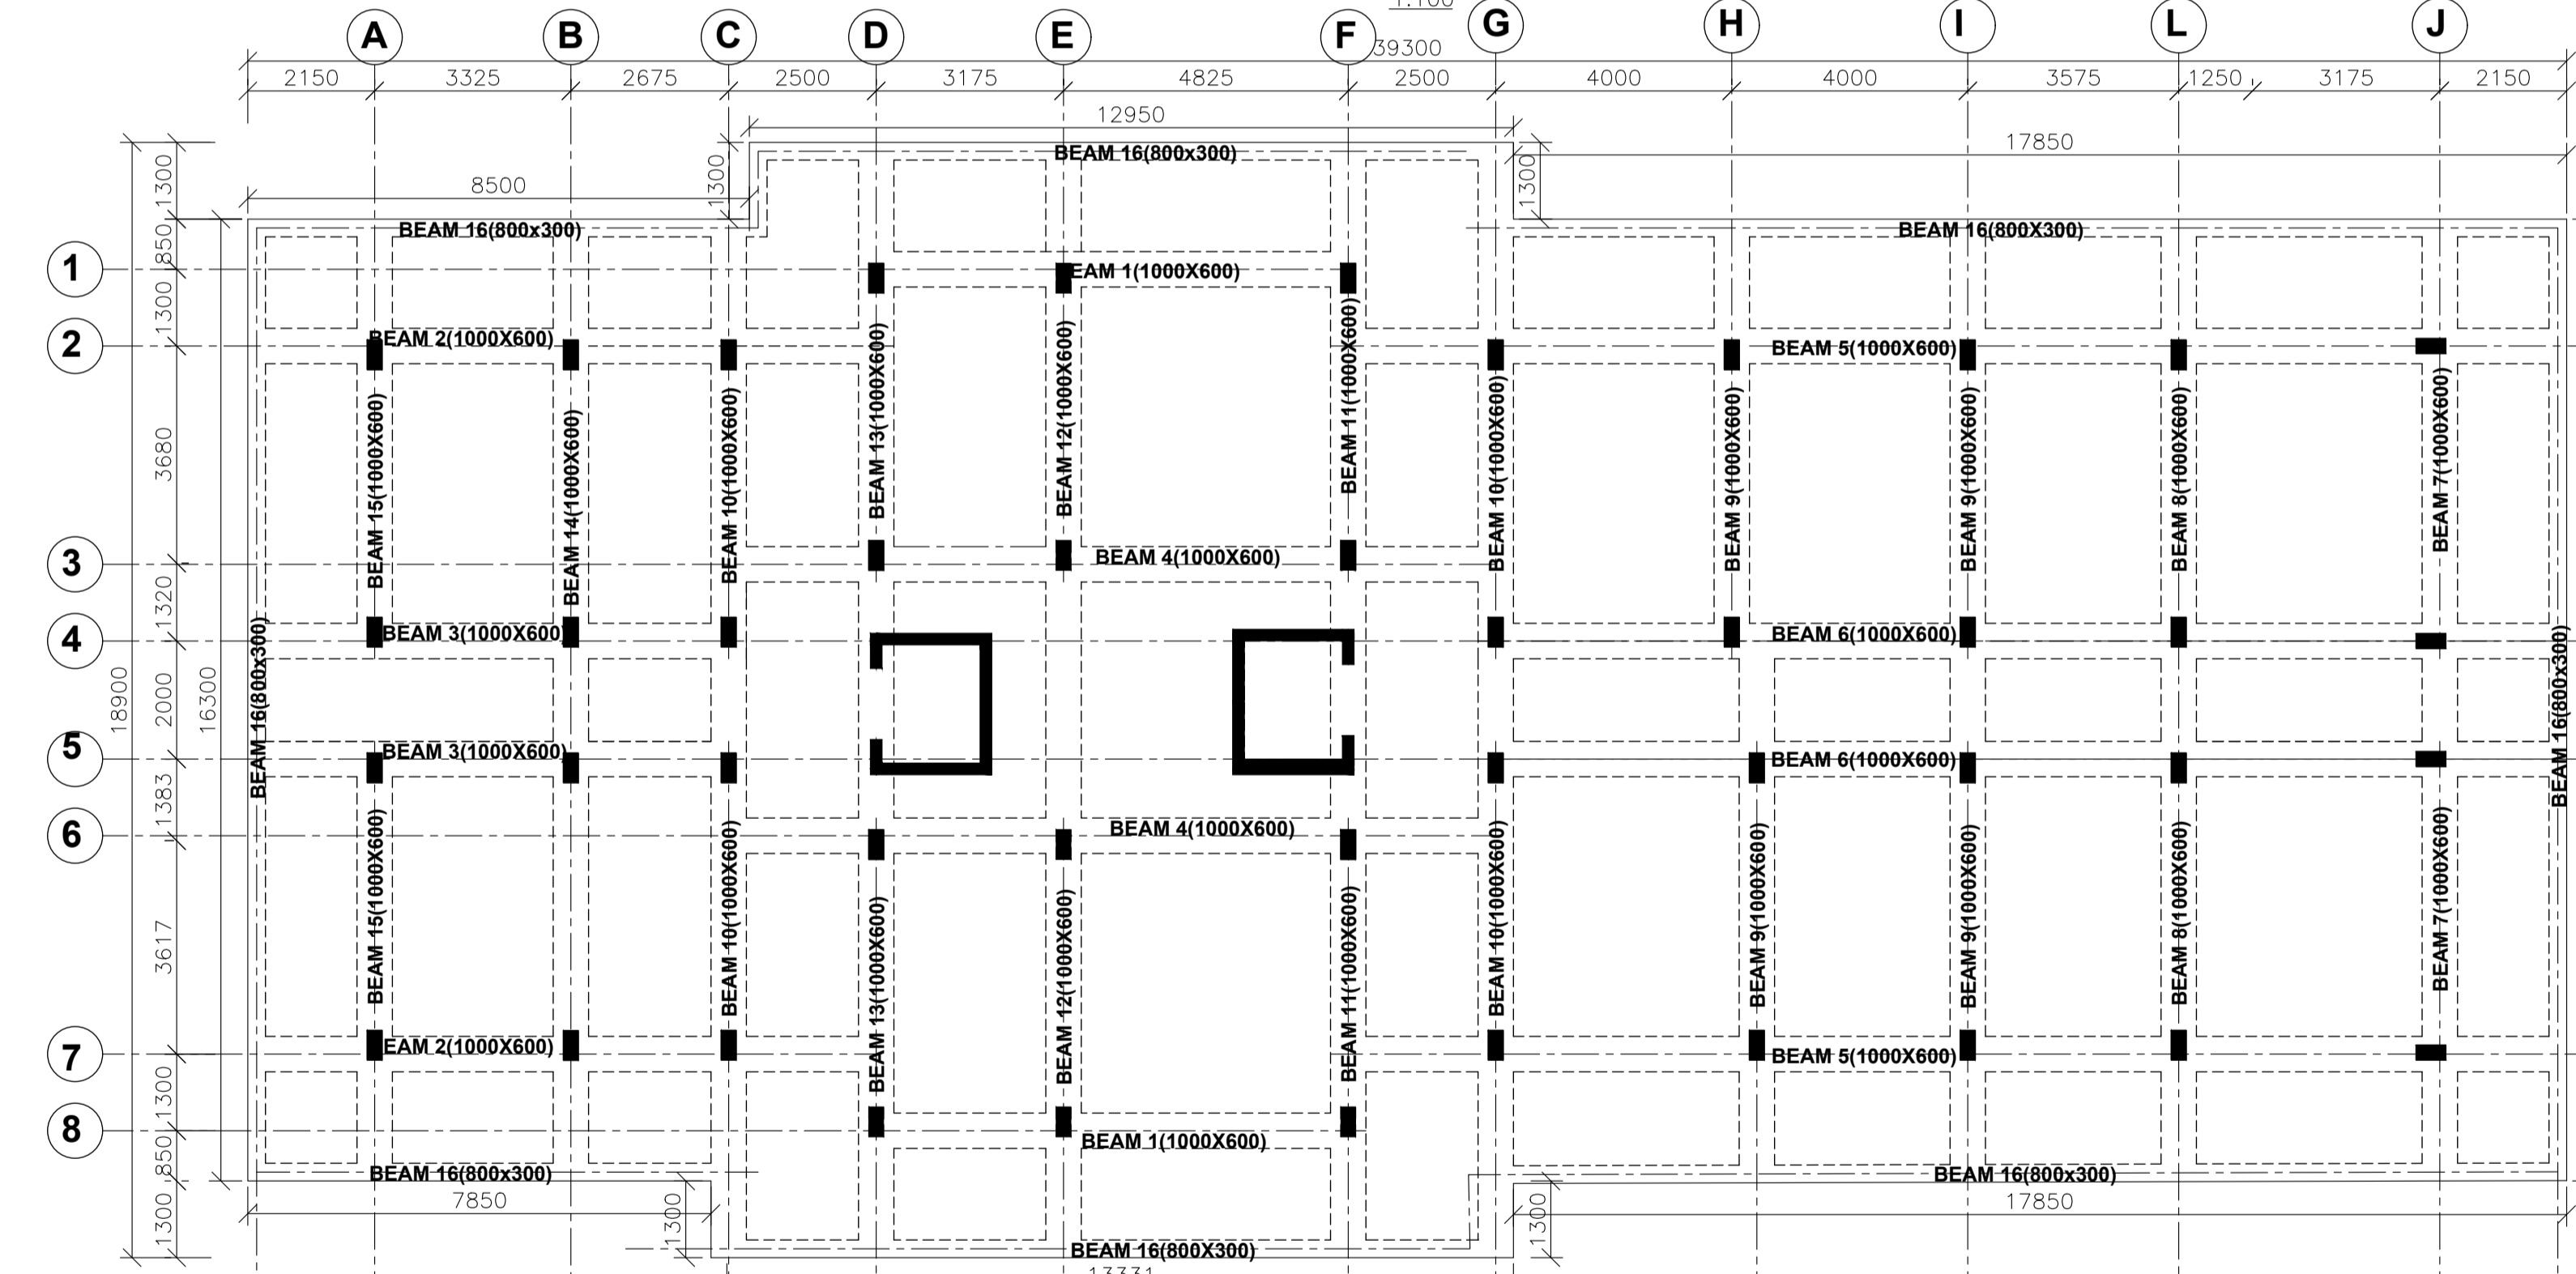 1:100
A B C D E F G H I L J
39300
2150 3325 2675 2500 3175 4825 2500 4000 4000 3575 1250 3175 2150
12950
17850
8500
1300
1300
1300
850
1300
3680
1320
2000
1383
3617
1300
850
1300
18900
16300
1
2
3
4
5
6
7
8
BEAM 16(800x300)
BEAM 16(800x300)
BEAM 16(800X300)
EAM 1(1000X600)
BEAM 2(1000X600)
BEAM 5(1000X600)
BEAM 15(1000X600)
BEAM 14(1000X600)
BEAM 10(1000X600)
BEAM 13(1000X600)
BEAM 12(1000X600)
BEAM 11(1000X600)
BEAM 10(1000X600)
BEAM 9(1000X600)
BEAM 9(1000X600)
BEAM 8(1000X600)
BEAM 7(1000X600)
BEAM 4(1000X600)
BEAM 3(1000X600)
BEAM 6(1000X600)
BEAM 16(800x300)
BEAM 16(800x300)
BEAM 3(1000X600)
BEAM 6(1000X600)
BEAM 4(1000X600)
BEAM 15(1000X600)
BEAM 10(1000X600)
BEAM 13(1000X600)
BEAM 12(1000X600)
BEAM 11(1000X600)
BEAM 10(1000X600)
BEAM 9(1000X600)
BEAM 9(1000X600)
BEAM 8(1000X600)
BEAM 7(1000X600)
EAM 2(1000X600)
BEAM 5(1000X600)
BEAM 1(1000X600)
BEAM 16(800x300)
BEAM 16(800x300)
7850
1300
1300
17850
BEAM 16(800X300)
13331